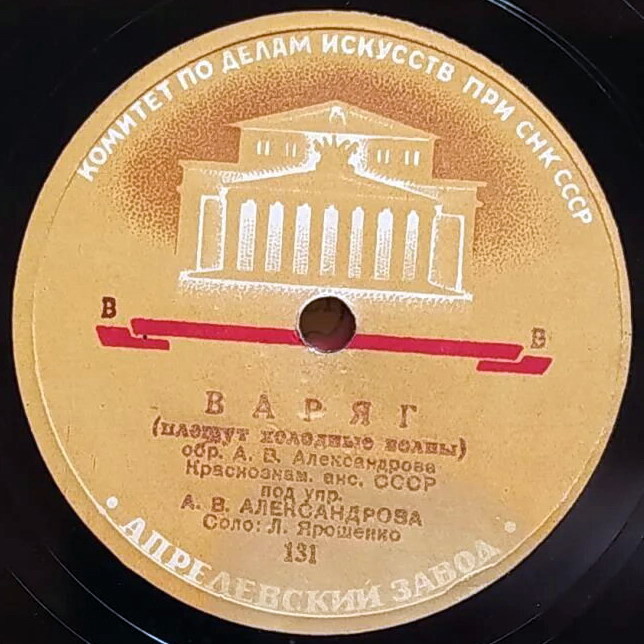 КОМИТЕТ ПО ДЕЛАМ ИСКУССТВ ПРИ СНК СССР
В
В
ВАРЯГ
(плещут холодные волны)
обр. А. В. Александрова
Краснознам. анс. СССР
под упр.
А. В. АЛЕКСАНДРОВА
Соло: Л. Ярошенко
131
• АПРЕЛЕВСКИЙ ЗАВОД •